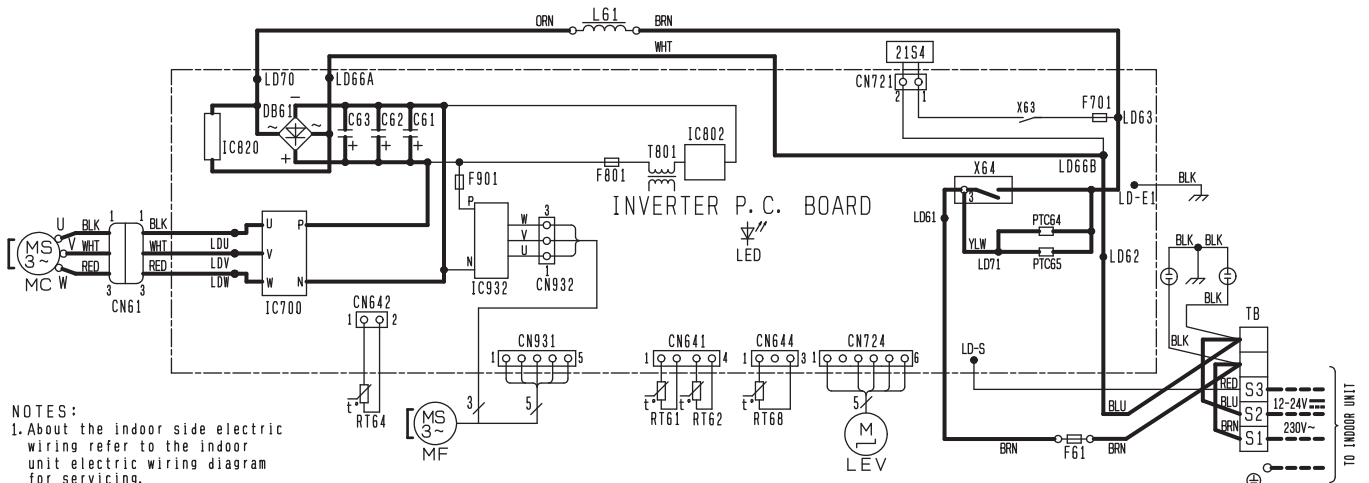 ORN L61 BRN
WHT
21S4
CN721
2 1
X63
F701
LD63
LD70
LD66A
DB61
−
~ ~
+
C63 C62 C61
+ + +
IC820
IC802
T801
F801
F901
LD66B
X64
3
LD-E1
BLK
INVERTER P. C. BOARD
LED
LD61
PTC64
YLW
LD71
PTC65
LD62
U BLK 1 1 BLK LDU U P
MS 3~ V WHT WHT LDV V
W RED 3 3 RED LDW W N
MC
CN61
IC700
P
N
IC932
W 3
V
U 1
CN932
BLK BLK
BLK
BLK
TB
CN642
1 2
t°
RT64
CN931
1 5
3 5
MS 3~
MF
CN641
1 4
t° t°
RT61 RT62
CN644
1 3
t°
RT68
CN724
1 6
5
M
LEV
LD-S
RED S3
BLU BLU S2 12-24V
BRN S1 230V~
BRN F61 BRN
TO INDOOR UNIT
NOTES:
1. About the indoor side electric
wiring refer to the indoor
unit electric wiring diagram
for servicing.